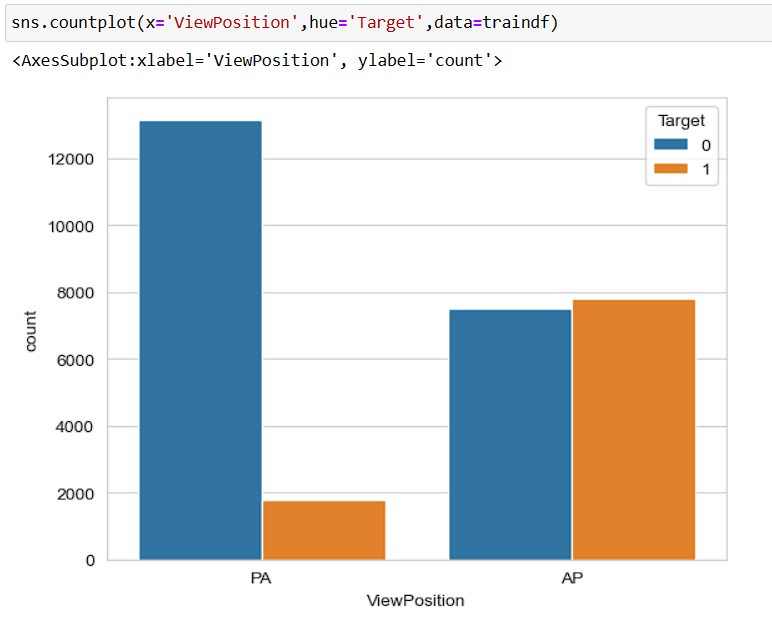 sns.countplot(x='ViewPosition',hue='Target',data=traindf)
<AxesSubplot:xlabel='ViewPosition', ylabel='count'>
Target
0
1
12000
10000
8000
6000
4000
2000
0
count
PA
AP
ViewPosition